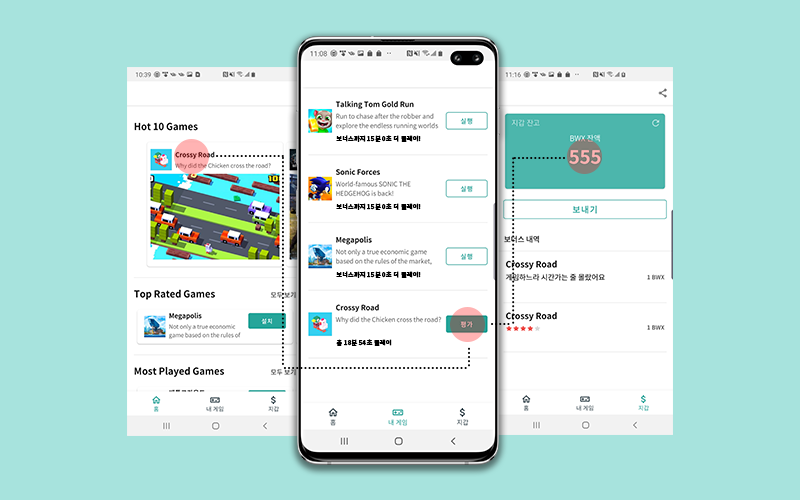 10:39
Hot 10 Games
Crossy Road
Why did the Chicken cross the road?
10
Top Rated Games
모두 보기
Megapolis
Not only a true economic
game based on the rules of
설치
Most Played Games
모두 보기
홈
내 게임
지갑
11:08
Talking Tom Gold Run
Run to chase after the robber and
explore the endless running worlds
보너스까지 15분 0초 더 플레이!
실행
Sonic Forces
World-famous SONIC THE
HEDGEHOG is back!
보너스까지 15분 0초 더 플레이!
실행
Megapolis
Not only a true economic game
based on the rules of the market,
보너스까지 15분 0초 더 플레이!
실행
Crossy Road
Why did the Chicken cross the road?
총 18분 54초 플레이
평가
홈
내 게임
지갑
11:16
지갑 잔고
BWX 잔액
555
보내기
보너스 내역
Crossy Road
게임하느라 시간가는 줄 몰랐어요
1 BWX
Crossy Road
1 BWX
홈
내 게임
지갑